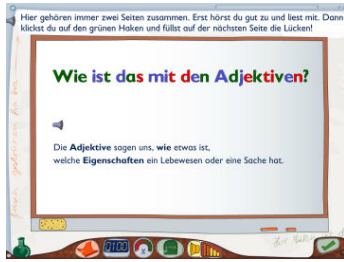 Hier gehören immer zwei Seiten zusammen. Erst hörst du gut zu und liest mit. Dann
klickst du auf den grünen Haken und füllst auf der nächsten Seite die Lücken!
Wie ist das mit den Adjektiven?
Die Adjektive sagen uns, wie etwas ist,
welche Eigenschaften ein Lebewesen oder eine Sache hat.